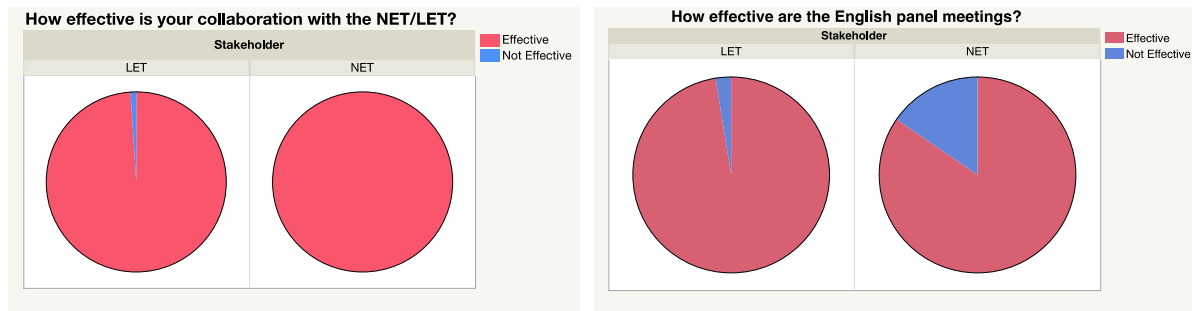 How effective is your collaboration with the NET/LET?
Stakeholder
LET
NET
Effective
Not Effective
How effective are the English panel meetings?
Stakeholder
LET
NET
Effective
Not Effective